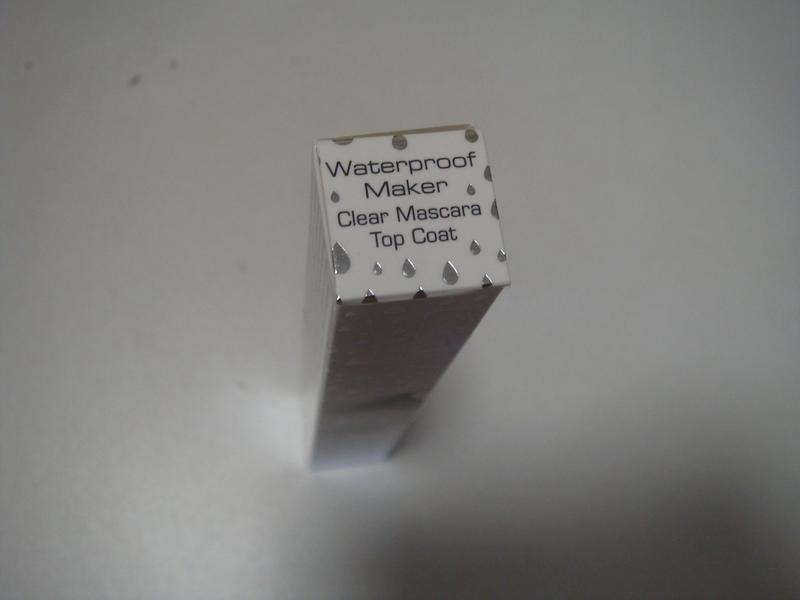 Waterproof
Maker
Clear Mascara
Top Coat